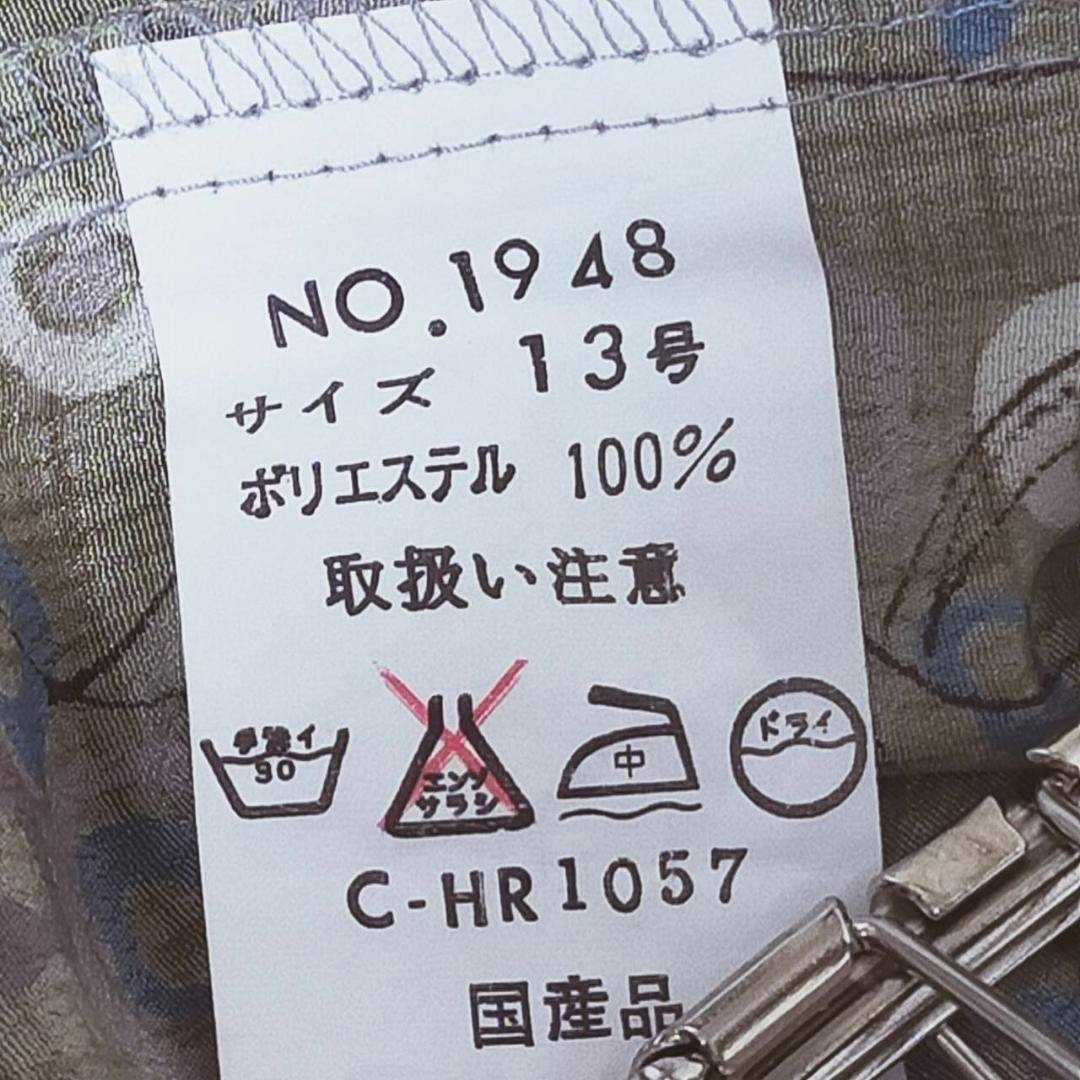 NO.1948
サイズ 13号
ポリエステル 100%
取扱い注意
手洗イ
30
エンソ
サラシ
中
ドライ
C-HR1057
国産品